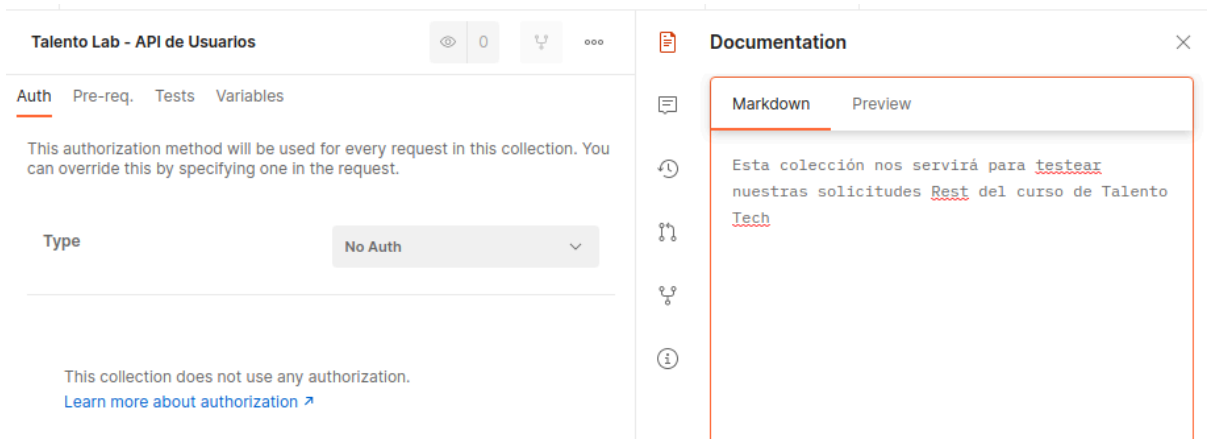 Talento Lab - API de Usuarios
0
Auth Pre-req. Tests Variables
This authorization method will be used for every request in this collection. You
can override this by specifying one in the request.
Type
No Auth
This collection does not use any authorization.
Learn more about authorization ↗
Documentation
Markdown Preview
Esta colección nos servirá para testear
nuestras solicitudes Rest del curso de Talento
Tech